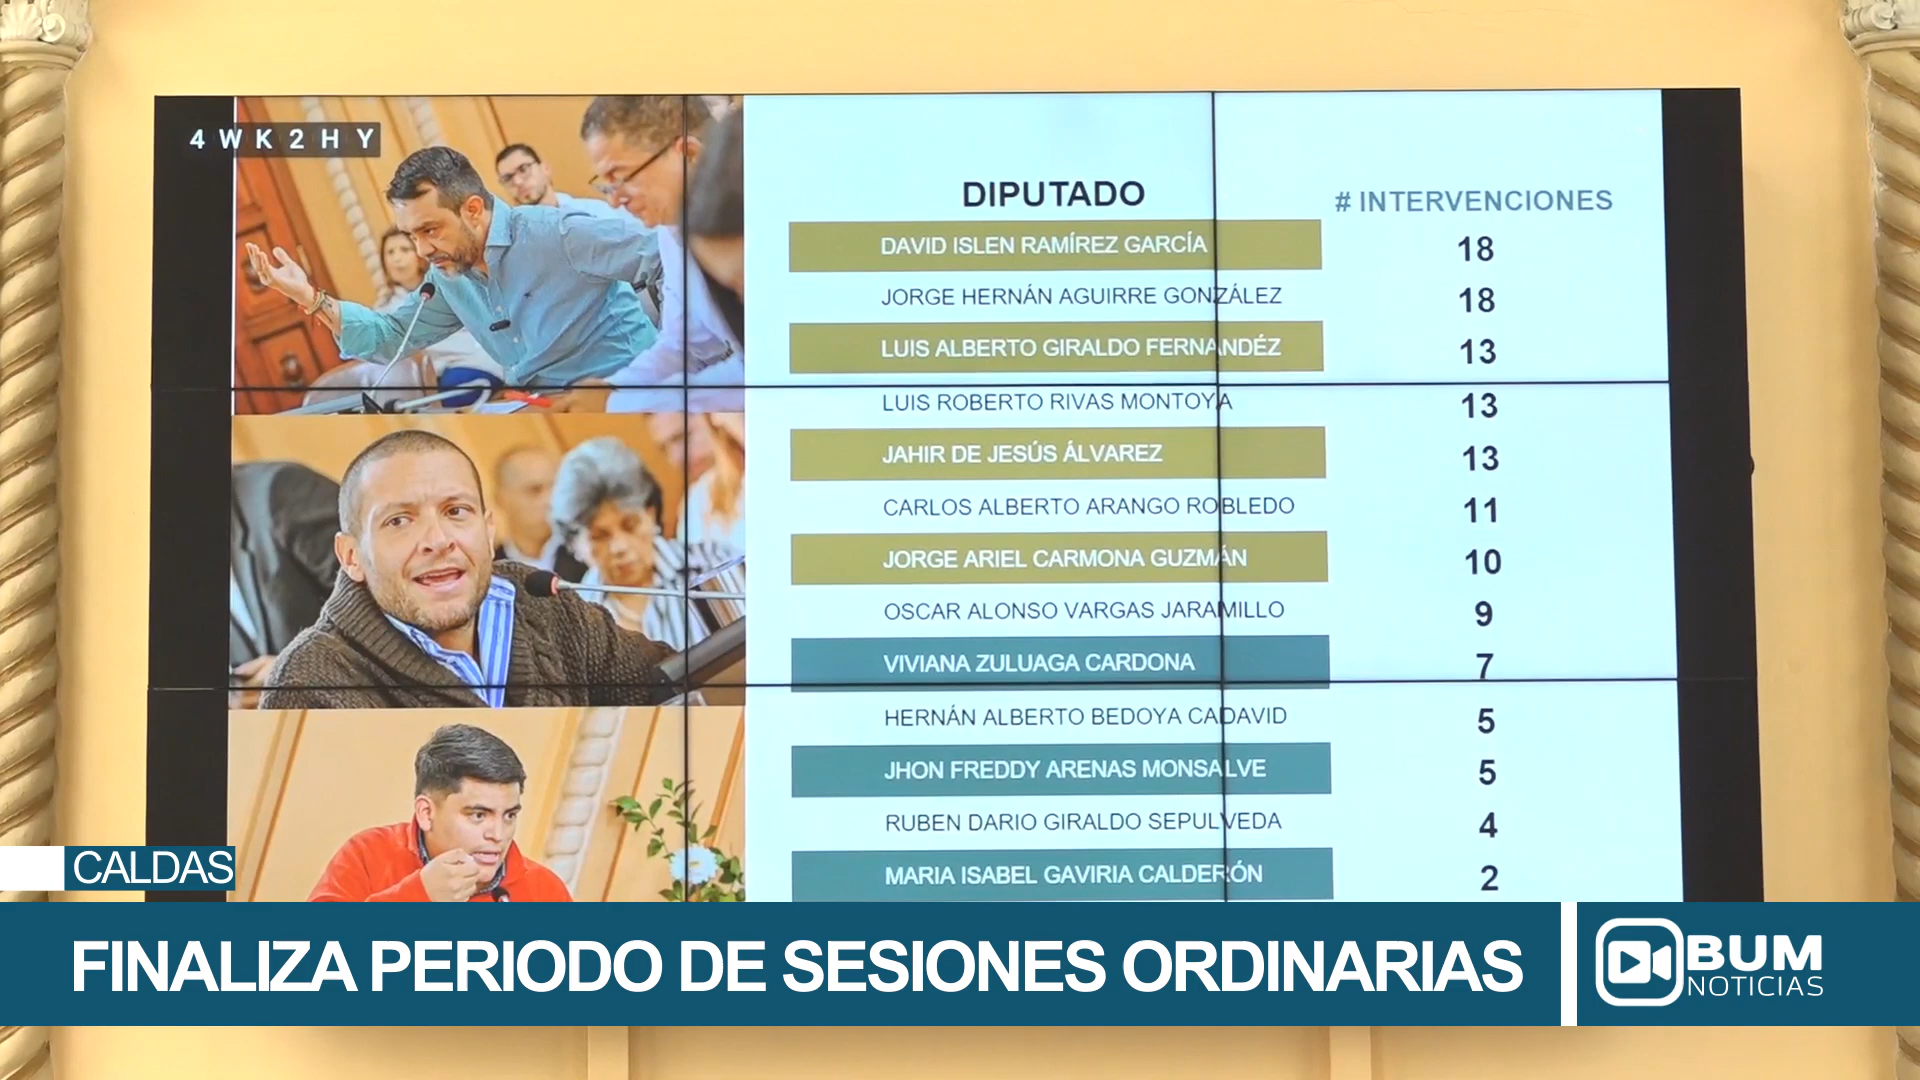 4WK2HY
DIPUTADO # INTERVENCIONES
DAVID ISLEN RAMÍREZ GARCÍA 18
JORGE HERNÁN AGUIRRE GONZÁLEZ 18
LUIS ALBERTO GIRALDO FERNANDÉZ 13
LUIS ROBERTO RIVAS MONTOYA 13
JAHIR DE JESÚS ÁLVAREZ 13
CARLOS ALBERTO ARANGO ROBLEDO 11
JORGE ARIEL CARMONA GUZMÁN 10
OSCAR ALONSO VARGAS JARAMILLO 9
VIVIANA ZULUAGA CARDONA 7
HERNÁN ALBERTO BEDOYA CADAVID 5
JHON FREDDY ARENAS MONSALVE 5
RUBEN DARIO GIRALDO SEPULVEDA 4
MARIA ISABEL GAVIRIA CALDERÓN 2
CALDAS
FINALIZA PERIODO DE SESIONES ORDINARIAS
BUM
NOTICIAS